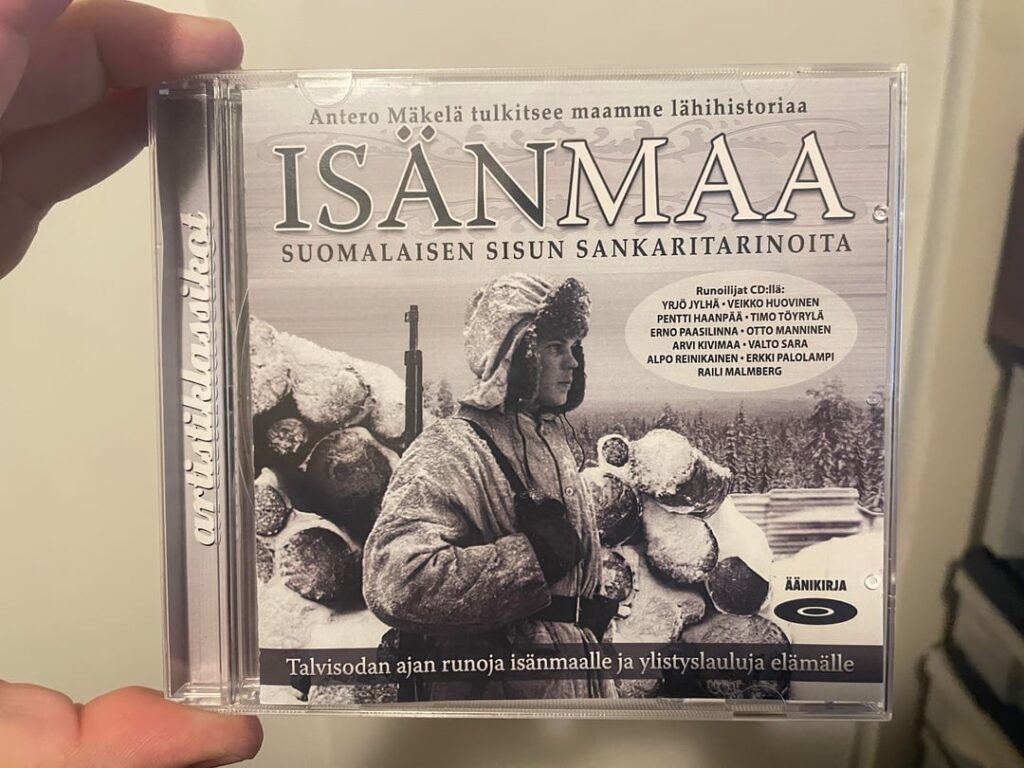 Antero Mäkelä tulkitsee maamme lähihistoriaa
ISÄNMAA
SUOMALAISEN SISUN SANKARITARINOITA
artistiklassikot
Runoilijat CD:llä:
YRJÖ JYLHÄ • VEIKKO HUOVINEN
PENTTI HAANPÄÄ • TIMO TÖYRYLÄ
ERNO PAASILINNA • OTTO MANNINEN
ARVI KIVIMAA • VALTO SARA
ALPO REINIKAINEN • ERKKI PALOLAMPI
RAILI MALMBERG
ÄÄNIKIRJA
Talvisodan ajan runoja isänmaalle ja ylistyslauluja elämälle